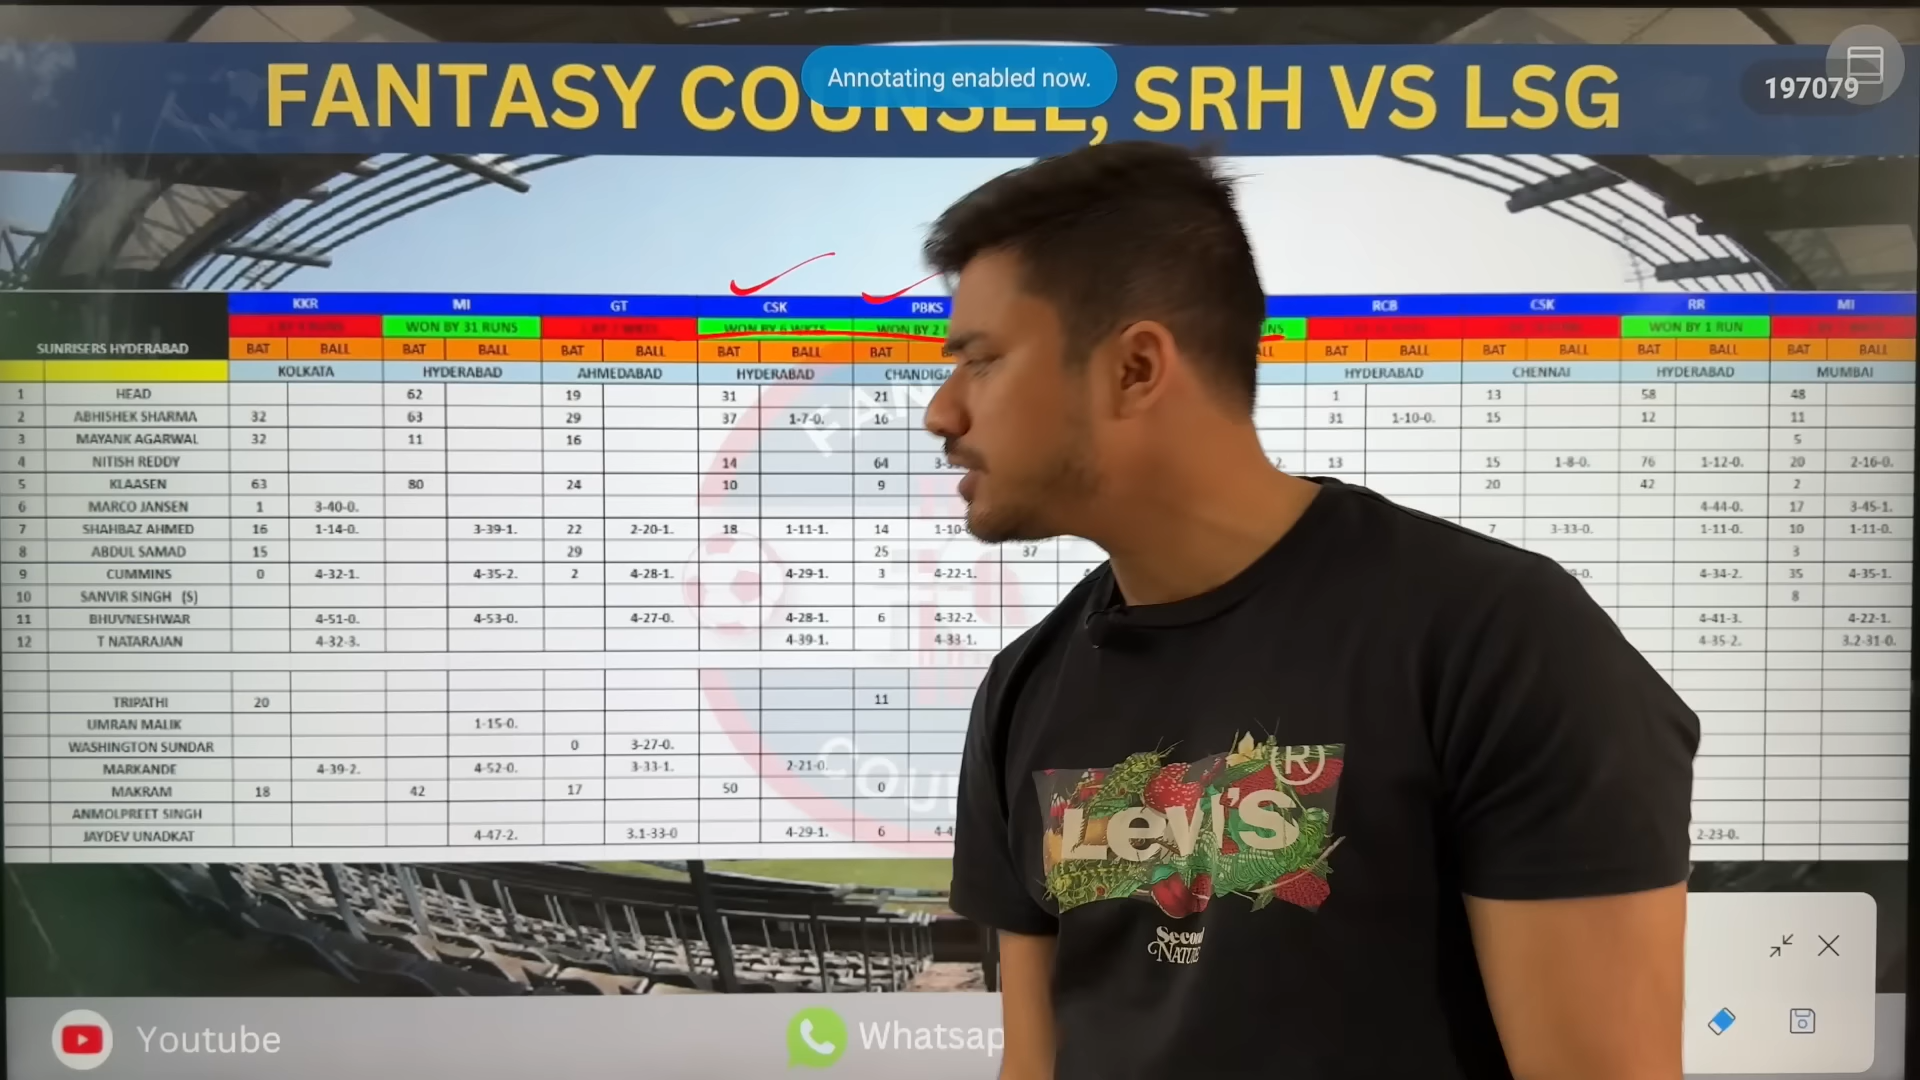 Annotating enabled now.
197079
FANTASY COUNSEL, SRH VS LSG
KKR MI GT CSK PBKS RCB CSK RR MI
WON BY 31 RUNS WON BY 6 WKTS WON BY 2 WON BY 1 RUN
SUNRISERS HYDERABAD BAT BALL BAT BALL BAT BALL BAT BALL BAT BAT BALL BAT BALL BAT BALL BAT BALL
KOLKATA HYDERABAD AHMEDABAD HYDERABAD HYDERABAD CHENNAI HYDERABAD MUMBAI
1 HEAD 62 19 31 21 1 13 58 48
2 ABHISHEK SHARMA 32 63 29 37 1-7-0. 16 31 1-10-0. 15 12 11
3 MAYANK AGARWAL 32 11 16 5
4 NITISH REDDY 14 64 13 15 1-8-0. 76 1-12-0. 20 2-16-0.
5 KLAASEN 63 80 24 10 9 20 42 2
6 MARCO JANSEN 1 3-40-0. 4-44-0. 17 3-45-1.
7 SHAHBAZ AHMED 16 1-14-0. 3-39-1. 22 2-20-1. 18 1-11-1. 14 7 3-33-0. 1-11-0. 10 1-11-0.
8 ABDUL SAMAD 15 29 25 37 3
9 CUMMINS 0 4-32-1. 4-35-2. 2 4-28-1. 4-29-1. 3 4-22-1. 4-34-2. 35 4-35-1.
10 SANVIR SINGH (S) 8
11 BHUVNESHWAR 4-51-0. 4-53-0. 4-27-0. 4-28-1. 6 4-32-2. 4-41-3. 4-22-1.
12 T NATARAJAN 4-32-3. 4-39-1. 4-33-1. 4-35-2. 3.2-31-0.
TRIPATHI 20 11
UMRAN MALIK 1-15-0.
WASHINGTON SUNDAR 0 3-27-0.
MARKANDE 4-39-2. 4-52-0. 3-33-1. 2-21-0.
MAKRAM 18 42 17 50 0
ANMOLPREET SINGH
JAYDEV UNADKAT 4-47-2. 3.1-33-0 4-29-1. 6 2-23-0.
Levi's
®
Second
NATURE
Youtube
Whatsap